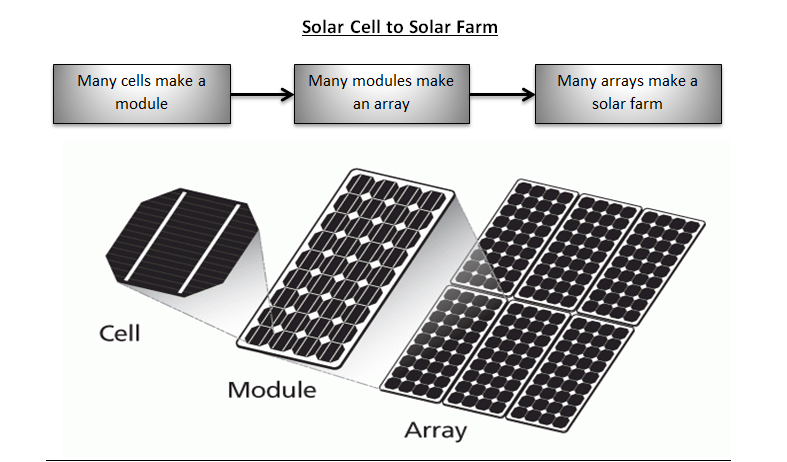 Solar Cell to Solar Farm
Many cells make a
module
Many modules make
an array
Many arrays make a
solar farm
Cell
Module
Array